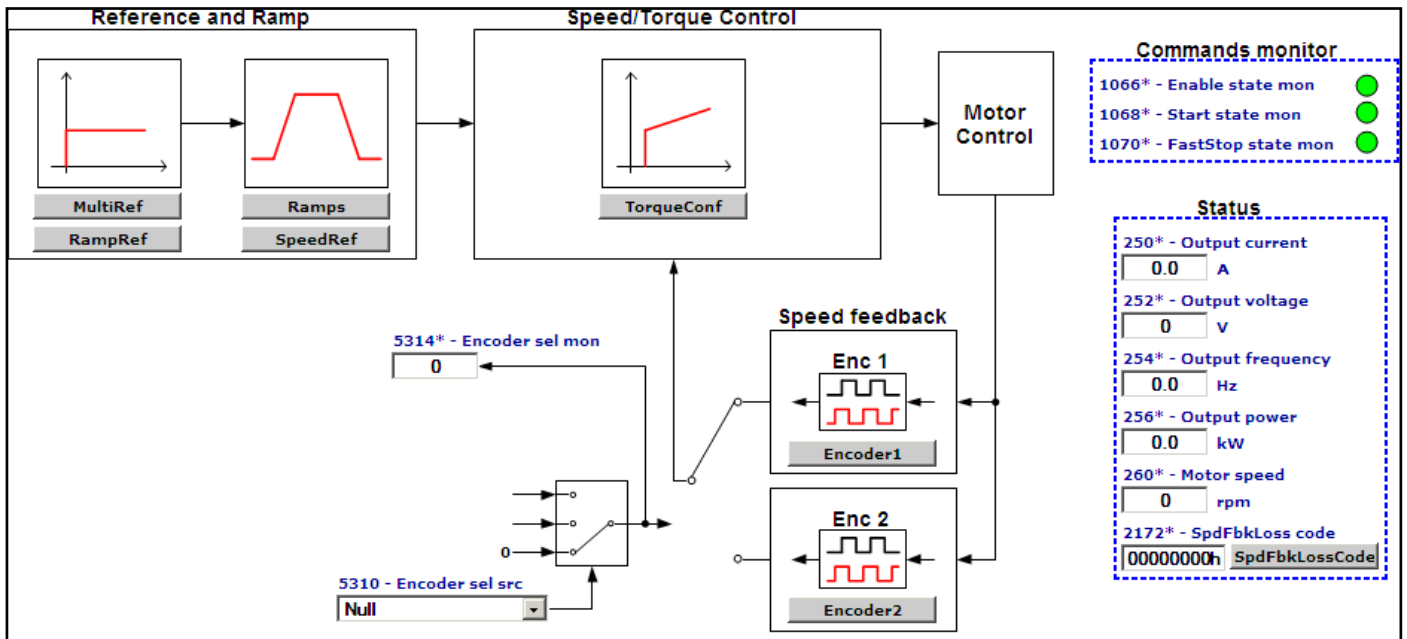 Reference and Ramp
Speed/Torque Control
MultiRef
RampRef
Ramps
SpeedRef
TorqueConf
Motor
Control
Commands monitor
1066* - Enable state mon
1068* - Start state mon
1070* - FastStop state mon
Status
250* - Output current
0.0 A
252* - Output voltage
0 V
254* - Output frequency
0.0 Hz
256* - Output power
0.0 kW
260* - Motor speed
0 rpm
2172* - SpdFbkLoss code
00000000h SpdFbkLossCode
Speed feedback
Enc 1
Encoder1
Enc 2
Encoder2
5314* - Encoder sel mon
0
0
5310 - Encoder sel src
Null